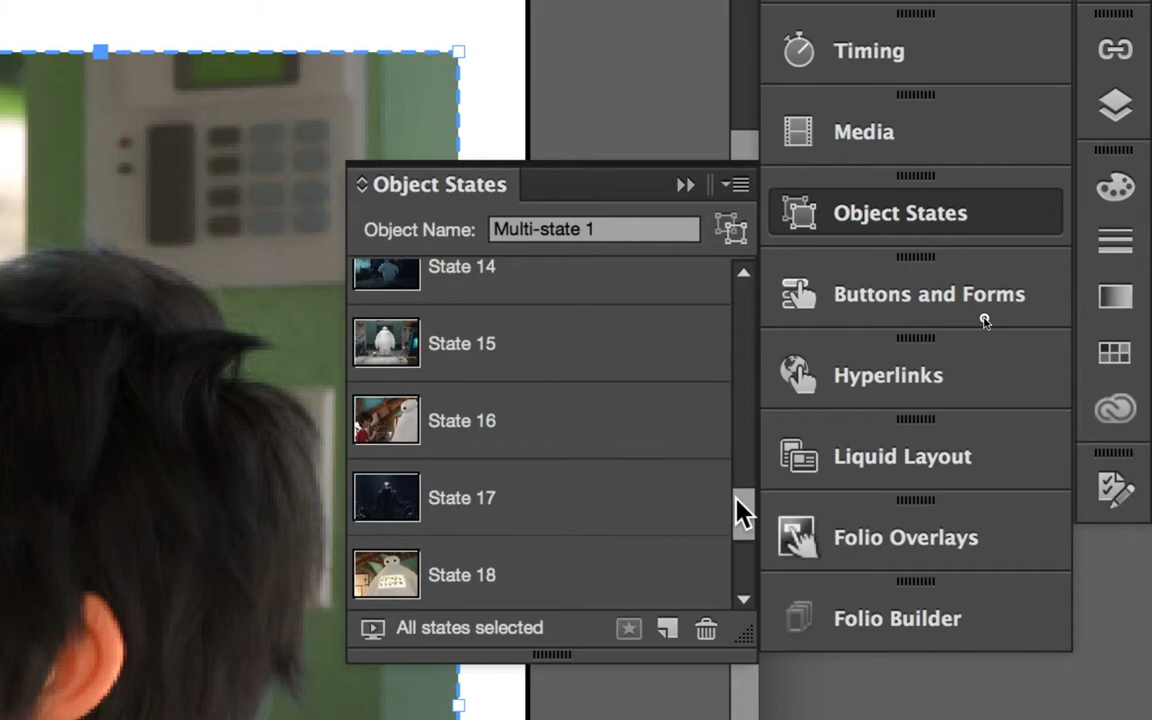 Timing
Media
Object States
Object Name: Multi-state 1
Object States
State 14
Buttons and Forms
State 15
Hyperlinks
State 16
Liquid Layout
State 17
Folio Overlays
State 18
All states selected
Folio Builder